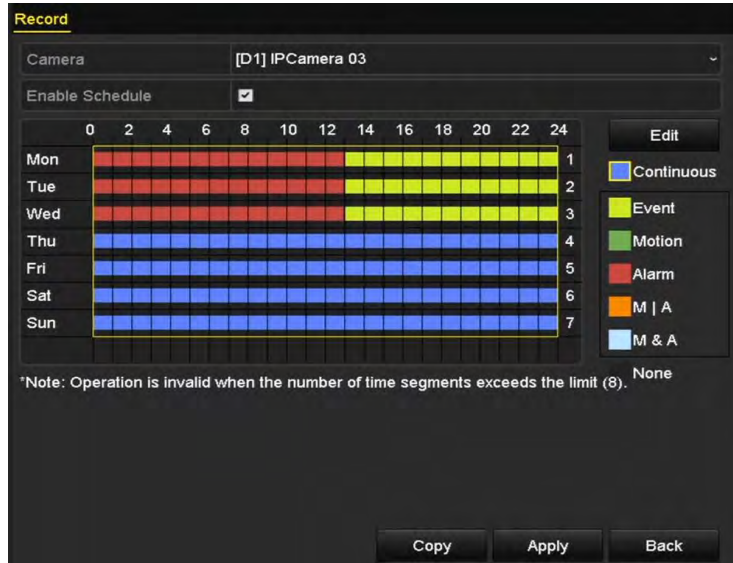 Record
Camera [D1] IPCamera 03
Enable Schedule
0 2 4 6 8 10 12 14 16 18 20 22 24
Edit
Mon 1
Continuous
Tue 2
Wed 3
Event
Thu 4
Motion
Fri 5
Alarm
Sat 6
M | A
Sun 7
M & A
None
*Note: Operation is invalid when the number of time segments exceeds the limit (8).
Copy Apply Back